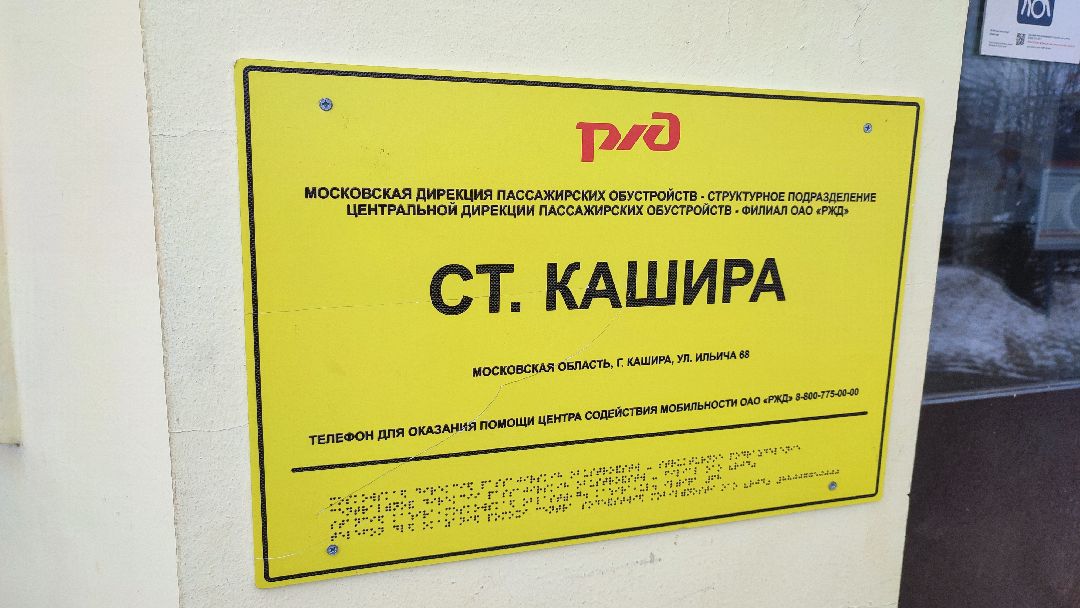 РЖД
МОСКОВСКАЯ ДИРЕКЦИЯ ПАССАЖИРСКИХ ОБУСТРОЙСТВ - СТРУКТУРНОЕ ПОДРАЗДЕЛЕНИЕ
ЦЕНТРАЛЬНОЙ ДИРЕКЦИИ ПАССАЖИРСКИХ ОБУСТРОЙСТВ - ФИЛИАЛ ОАО «РЖД»
СТ. КАШИРА
МОСКОВСКАЯ ОБЛАСТЬ, Г. КАШИРА, УЛ. ИЛЬИЧА 68
ТЕЛЕФОН ДЛЯ ОКАЗАНИЯ ПОМОЩИ ЦЕНТРА СОДЕЙСТВИЯ МОБИЛЬНОСТИ ОАО «РЖД» 8-800-775-00-00